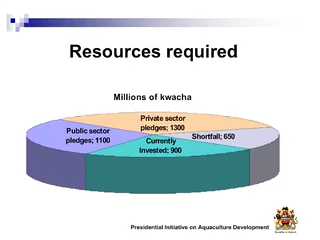 Resources required
Millions of kwacha
Private sector
pledges; 1300
Public sector
pledges; 1100
Shortfall; 650
Currently
Invested; 900
Presidential Initiative on Aquaculture Development